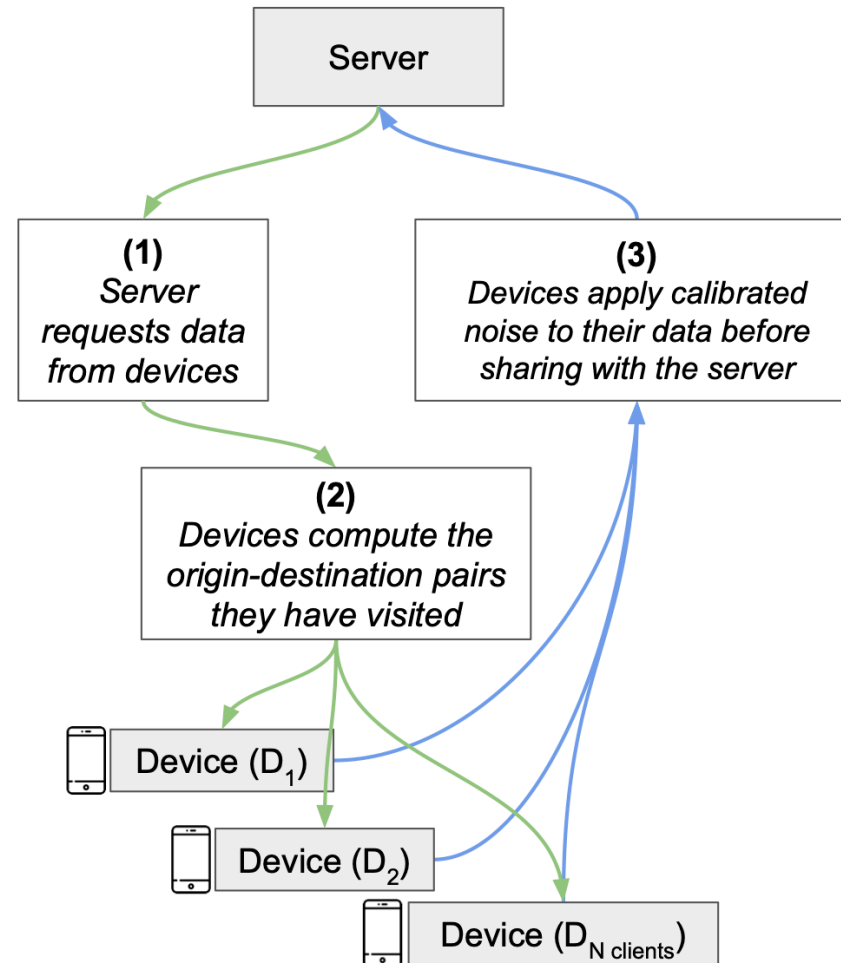 Server
(1)
Server
requests data
from devices
(3)
Devices apply calibrated
noise to their data before
sharing with the server
(2)
Devices compute the
origin-destination pairs
they have visited
Device (D1)
Device (D2)
Device (DN clients)